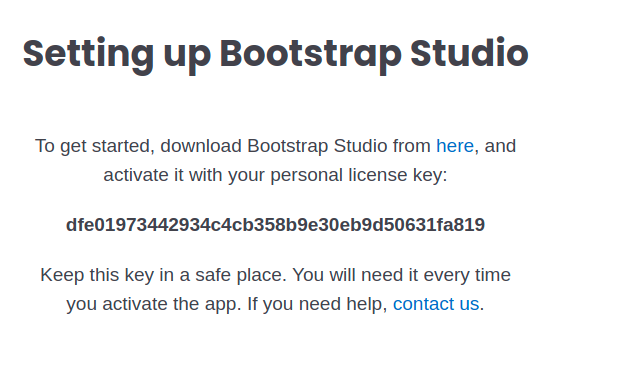 Setting up Bootstrap Studio
To get started, download Bootstrap Studio from here, and
activate it with your personal license key:
dfe01973442934c4cb358b9e30eb9d50631fa819
Keep this key in a safe place. You will need it every time
you activate the app. If you need help, contact us.